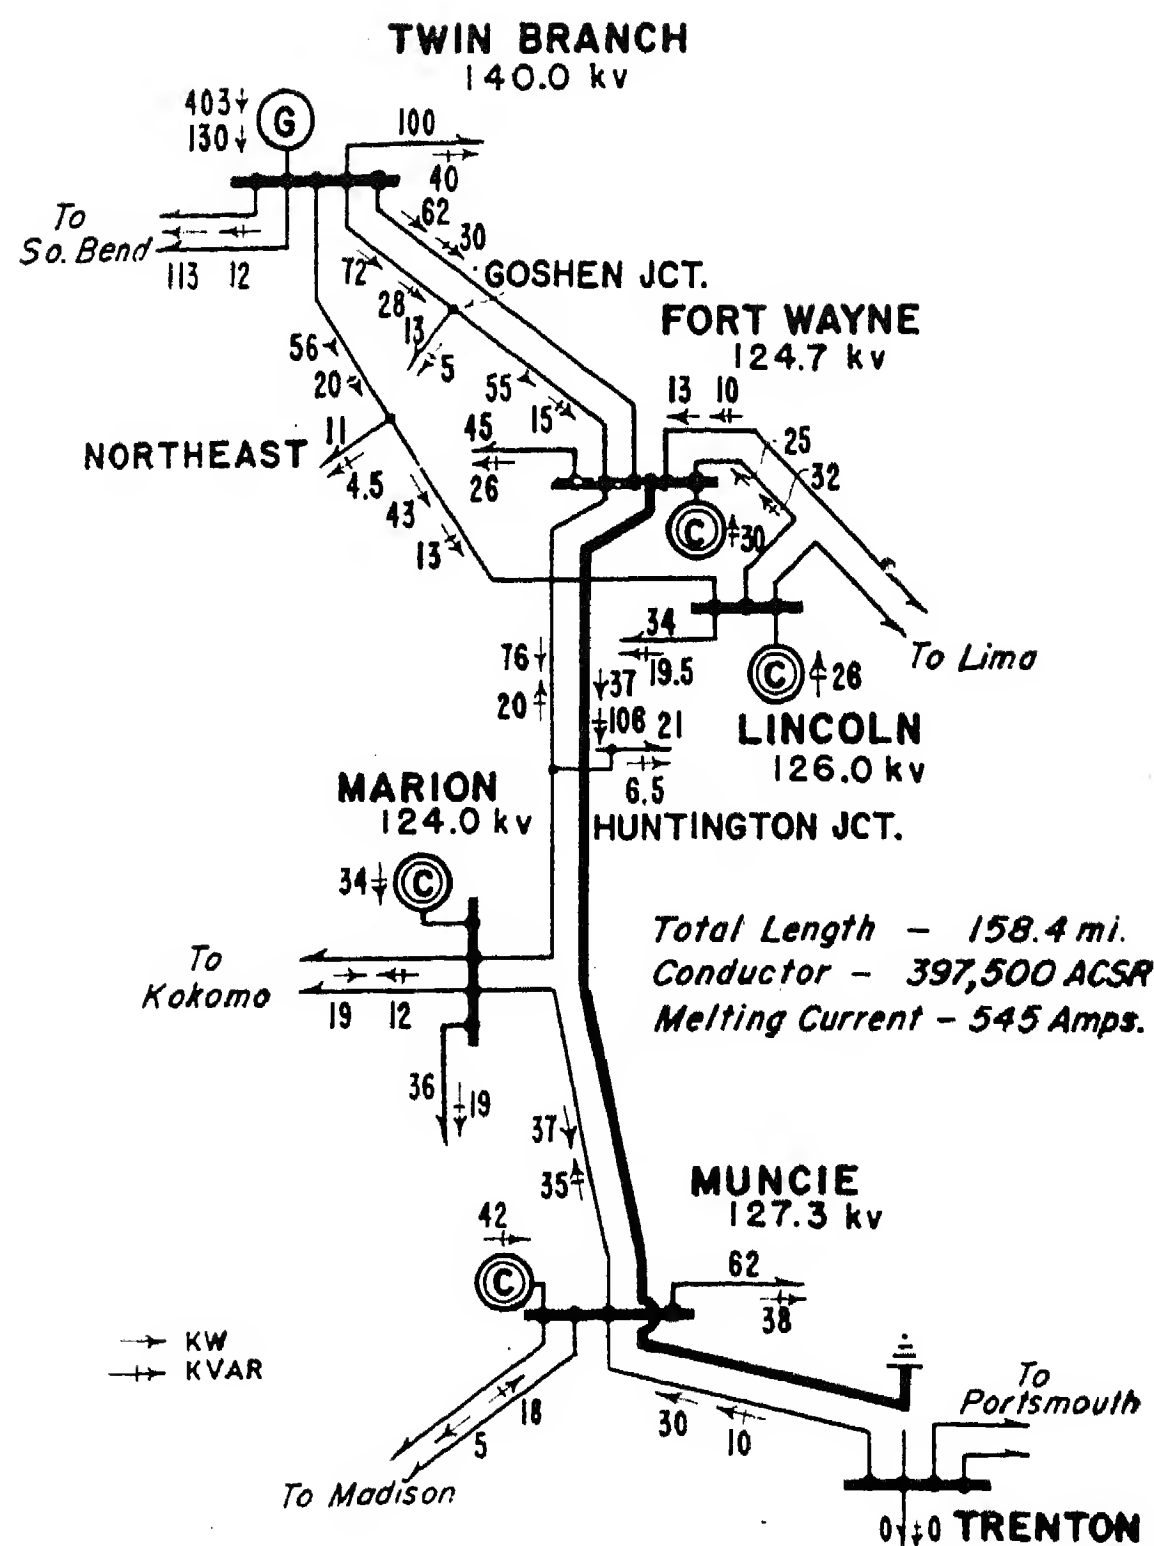 TWIN BRANCH
140.0 kv
403
130
G
100
40
To
So. Bend
113 12
62
30
72
28
GOSHEN JCT.
13
5
FORT WAYNE
124.7 kv
56
20
55
15
13 10
45
26
25
32
NORTHEAST
11
4.5
43
13
C
30
34
19.5
To Lima
C
26
LINCOLN
126.0 kv
76
20
37
106
21
6.5
HUNTINGTON JCT.
MARION
124.0 kv
34
C
To
Kokomo
19 12
36
19
Total Length – 158.4 mi.
Conductor – 397,500 ACSR
Melting Current – 545 Amps.
37
35
MUNCIE
127.3 kv
42
C
62
38
KW
KVAR
18
5
To Madison
30
10
To
Portsmouth
0 0 TRENTON